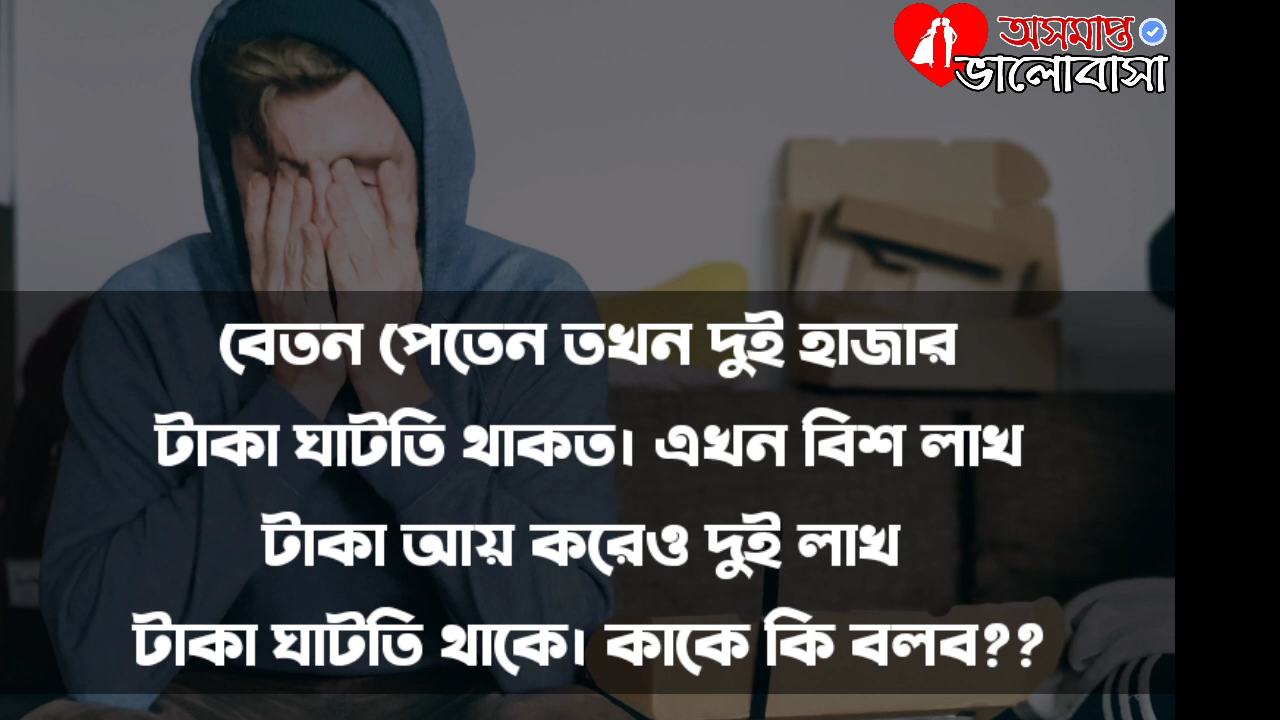 অসমাপ্ত
ভালোবাসা
বেতন পেতেন তখন দুই হাজার
টাকা ঘাটতি থাকত। এখন বিশ লাখ
টাকা আয় করেও দুই লাখ
টাকা ঘাটতি থাকে। কাকে কি বলব??